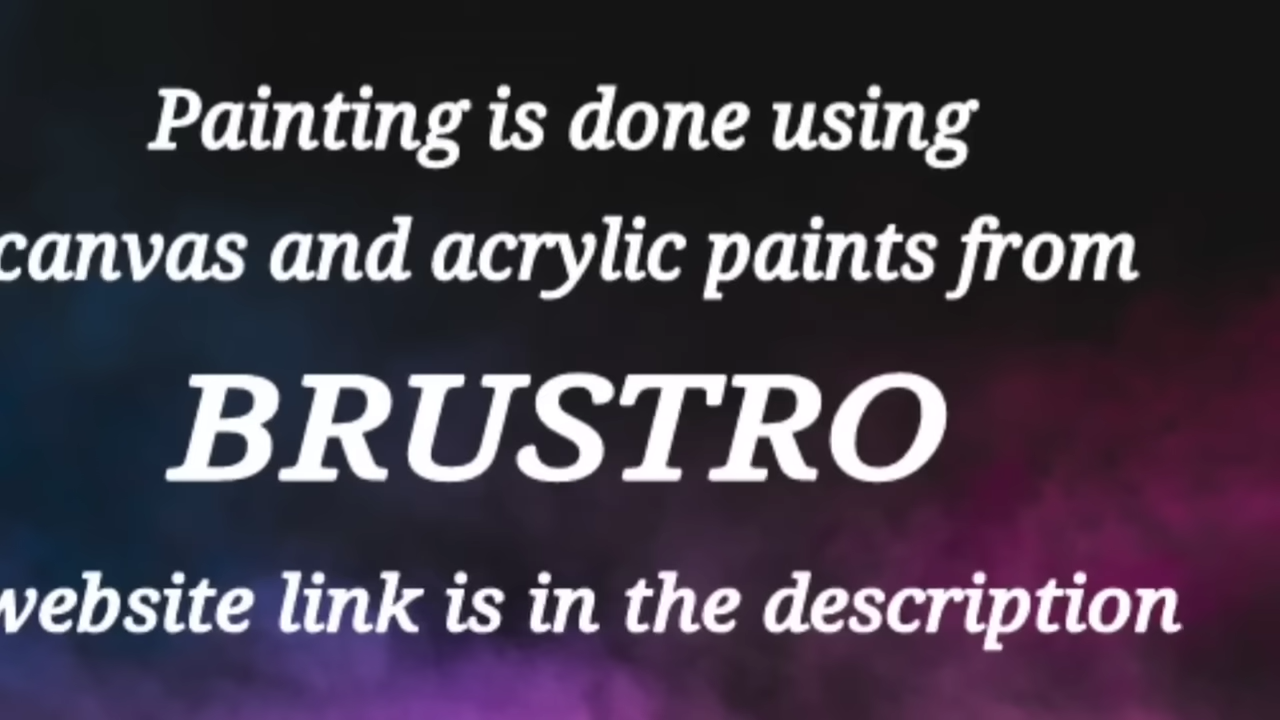 Painting is done using
canvas and acrylic paints from
BRUSTRO
website link is in the description